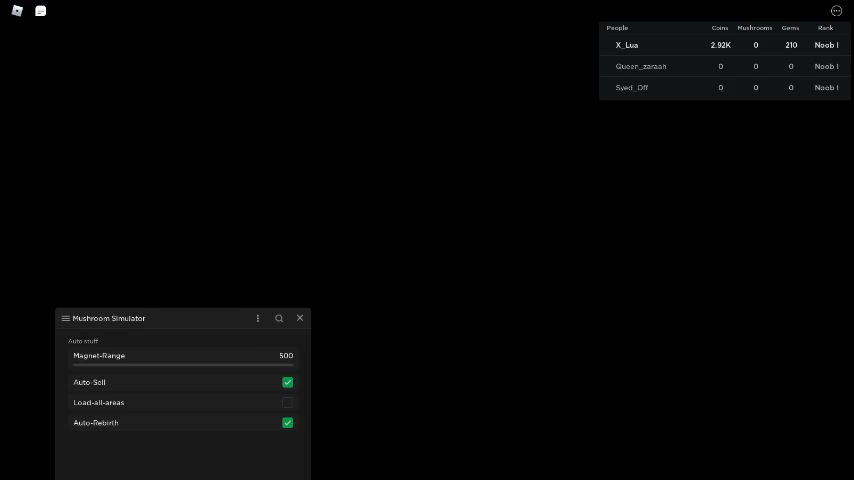 People Coins Mushrooms Gems Rank
X_Lua 2.92K 0 210 Noob I
Queen_zaraah 0 0 0 Noob I
Syed_Off 0 0 0 Noob I
Mushroom Simulator
Auto stuff
Magnet-Range 500
Auto-Sell
Load-all-areas
Auto-Rebirth